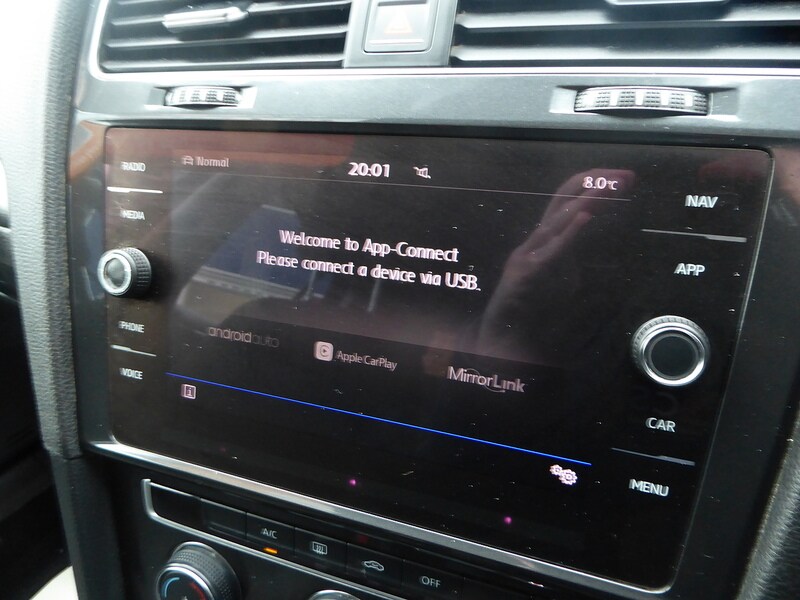 RADIO
MEDIA
PHONE
VOICE
Normal
20:01
8.0°C
Welcome to App-Connect
Please connect a device via USB.
androidauto
Apple CarPlay
MirrorLink
i
NAV
APP
CAR
MENU
A/C
OFF